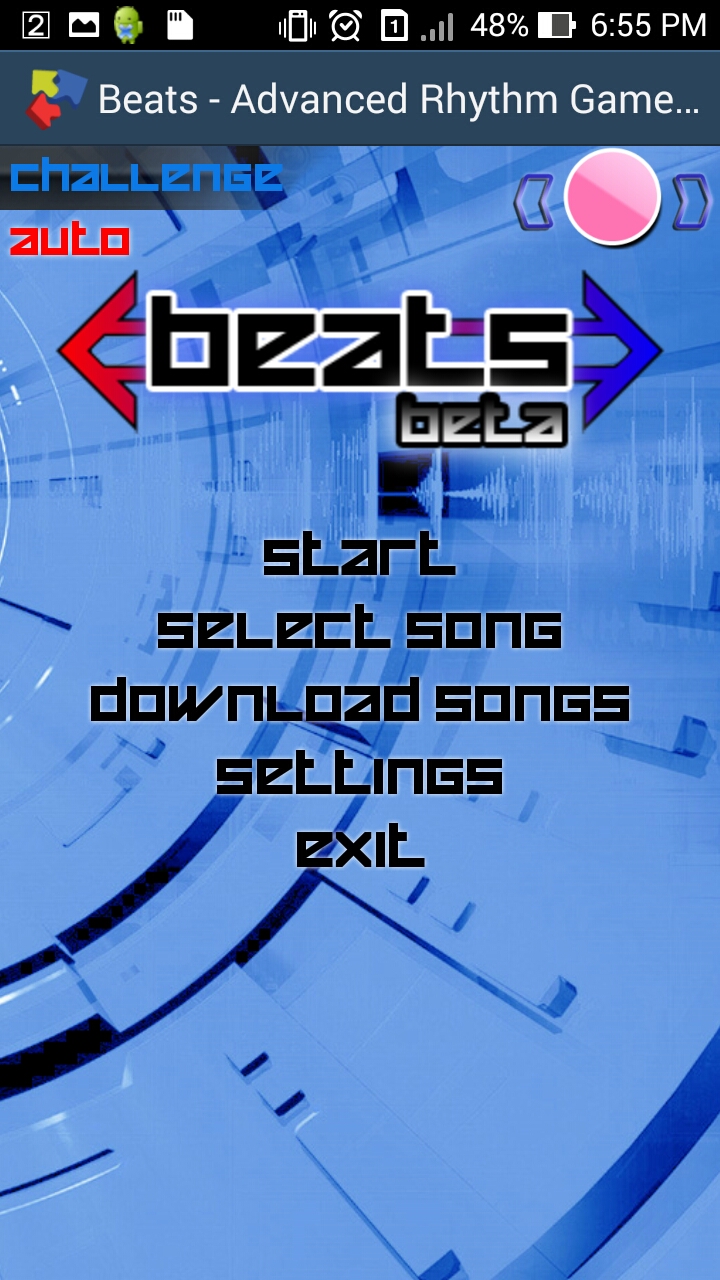 2 1 48% 6:55 PM
Beats - Advanced Rhythm Game...
challenge
auto
beats
beta
start
select song
download songs
settings
exit